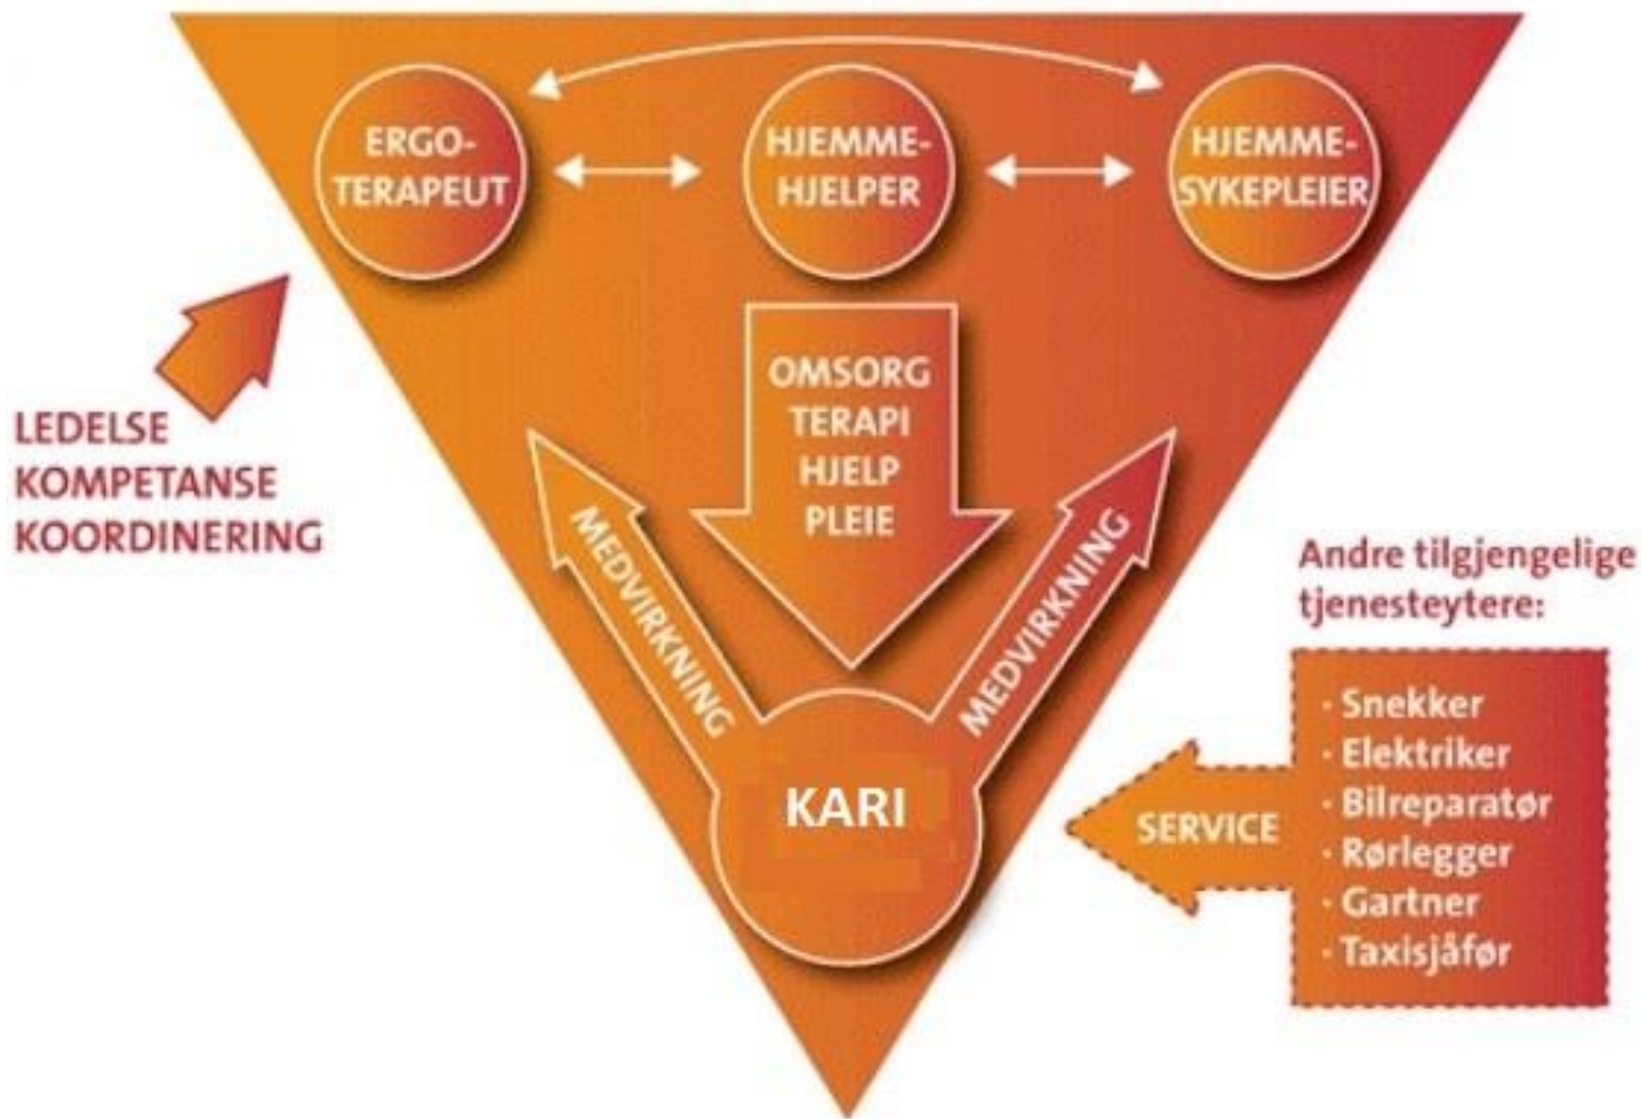 ERGO-
TERAPEUT
HJEMME-
HJELPER
HJEMME-
SYKEPLEIER
OMSORG
TERAPI
HJELP
PLEIE
LEDELSE
KOMPETANSE
KOORDINERING
MEDVIRKNING
MEDVIRKNING
KARI
Andre tilgjengelige
tjenesteytere:
SERVICE
· Snekker
· Elektriker
· Bilreparatør
· Rørlegger
· Gartner
· Taxisjåfør